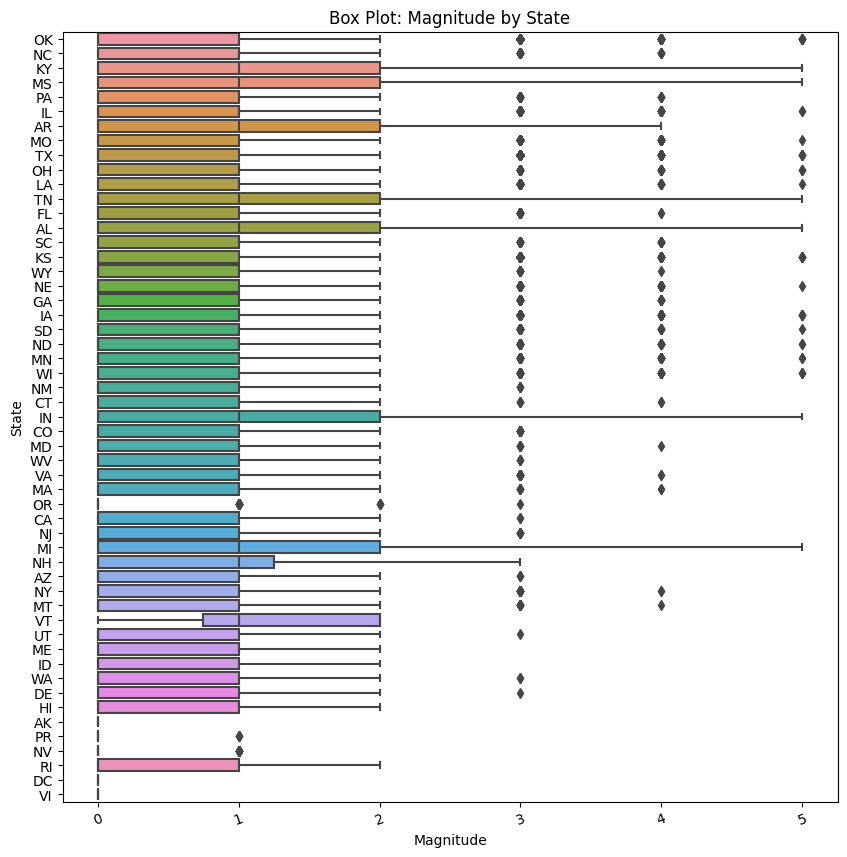 Box Plot: Magnitude by State
OK
NC
KY
MS
PA
IL
AR
MO
TX
OH
LA
TN
FL
AL
SC
KS
WY
NE
GA
IA
SD
ND
MN
WI
NM
CT
IN
CO
MD
WV
VA
MA
OR
CA
NJ
MI
NH
AZ
NY
MT
VT
UT
ME
ID
WA
DE
HI
AK
PR
NV
RI
DC
VI
State
0 1 2 3 4 5
Magnitude